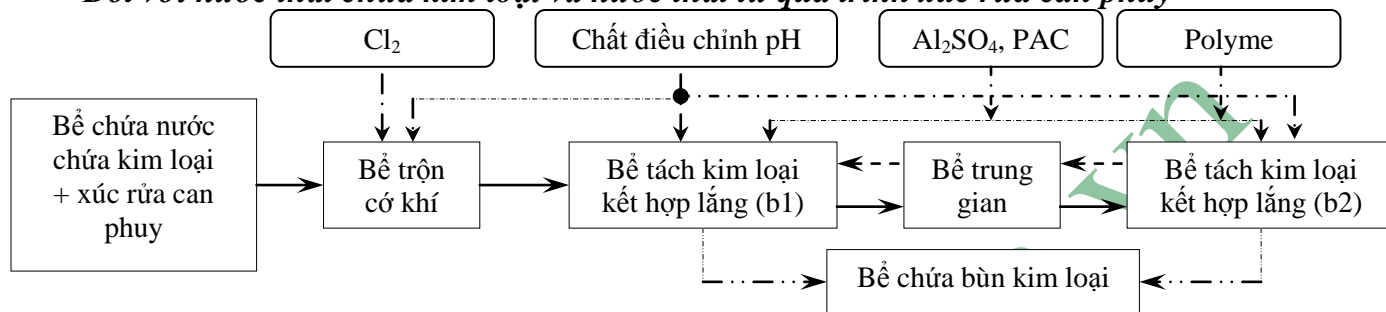 Cl2
Chất điều chỉnh pH
Al2SO4, PAC
Polyme
Bể chứa nước
chứa kim loại
+ xúc rửa can
phuy
Bể trộn
cớ khí
Bể tách kim loại
kết hợp lắng (b1)
Bể trung
gian
Bể tách kim loại
kết hợp lắng (b2)
Bể chứa bùn kim loại